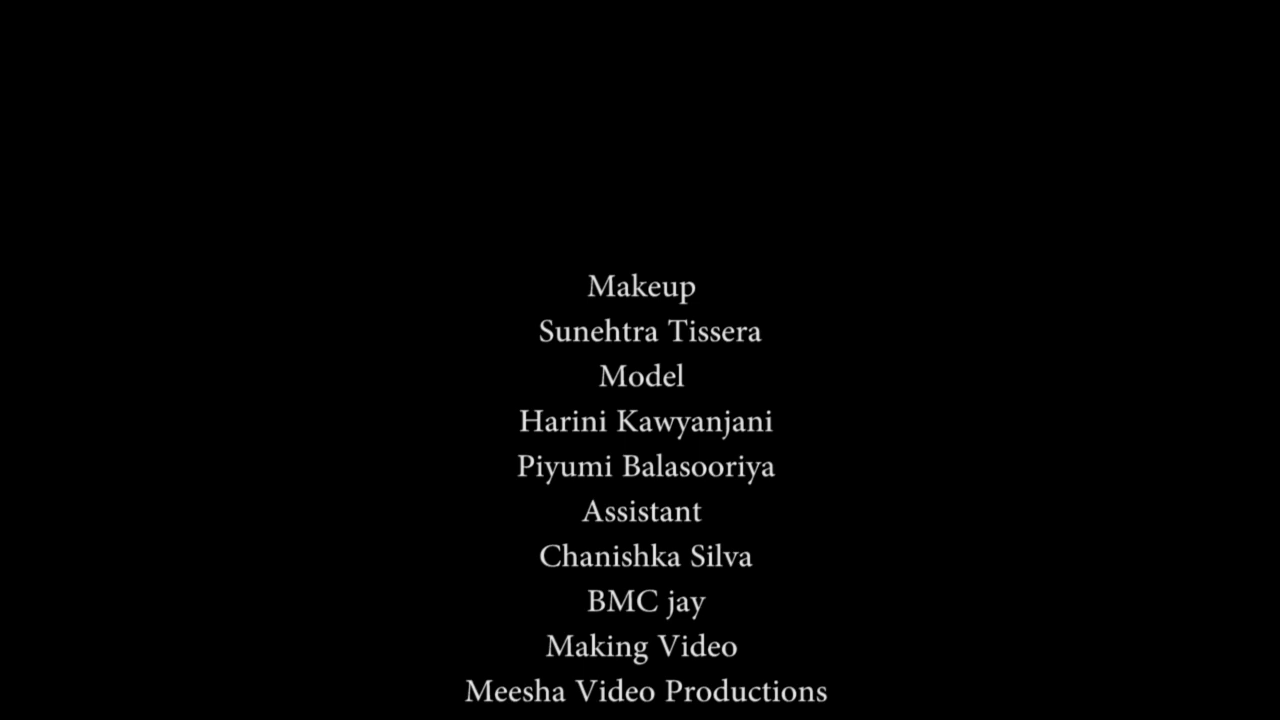 Makeup
Sunehtra Tissera
Model
Harini Kawyanjani
Piyumi Balasooriya
Assistant
Chanishka Silva
BMC jay
Making Video
Meesha Video Productions